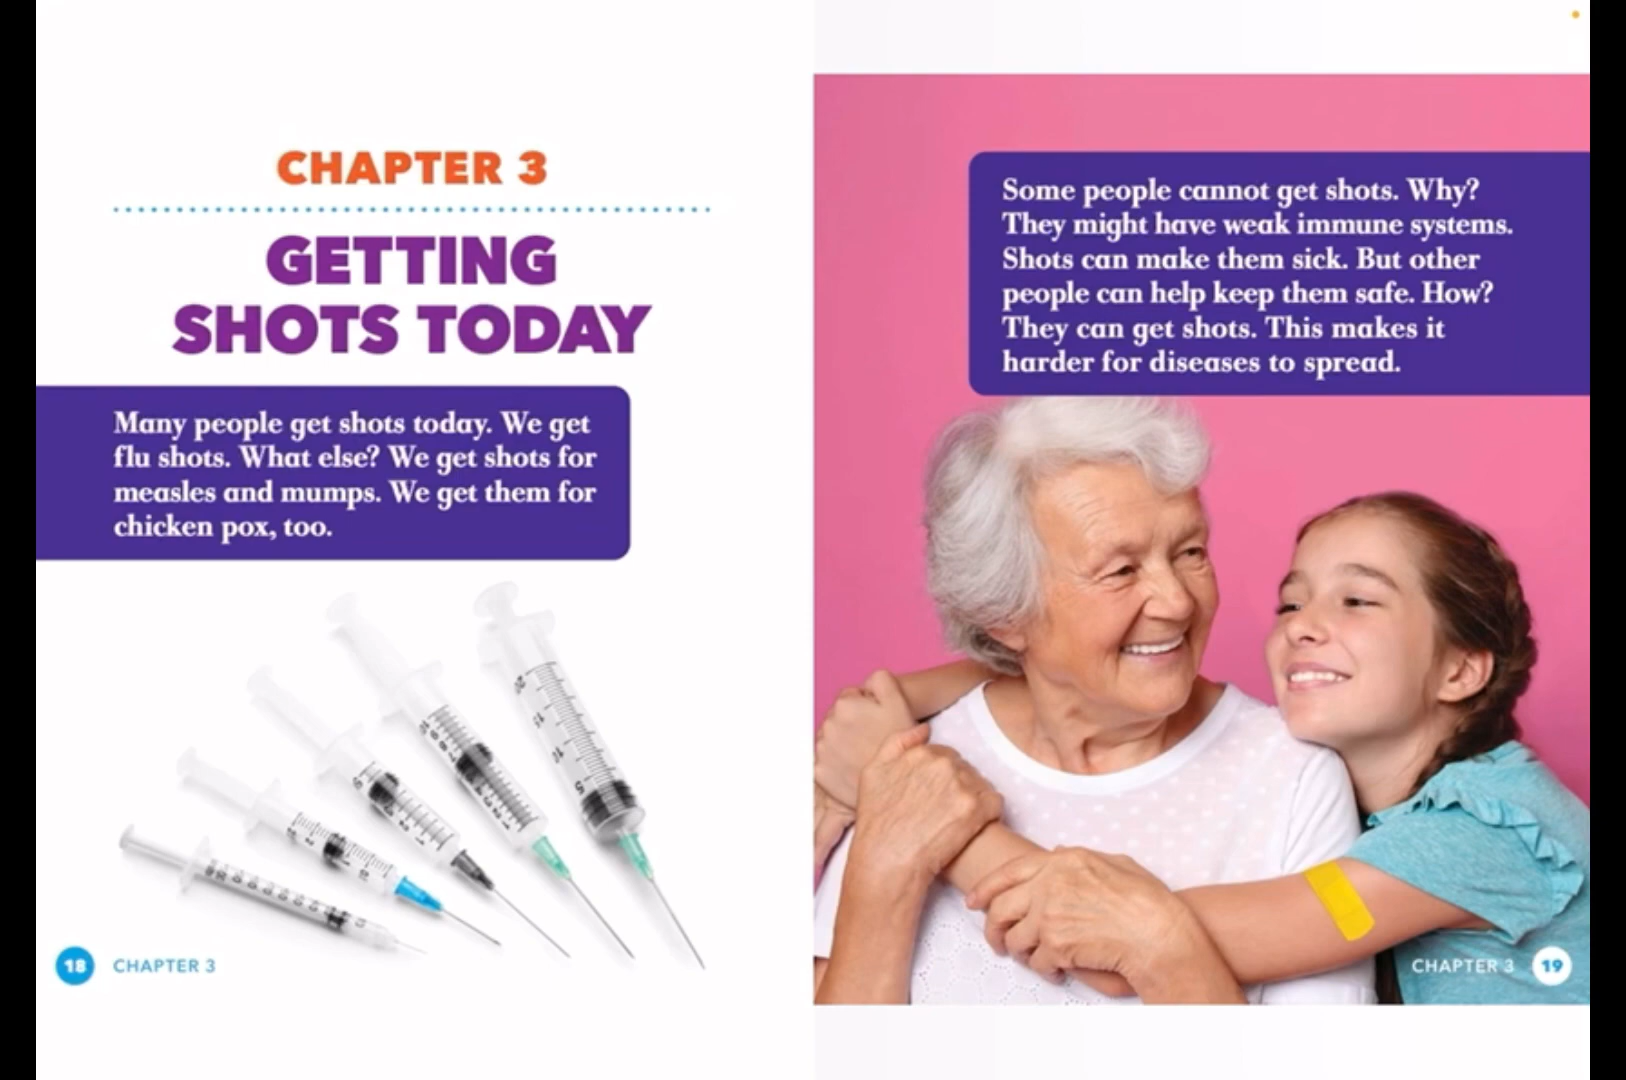 CHAPTER 3
GETTING
SHOTS TODAY
Many people get shots today. We get
flu shots. What else? We get shots for
measles and mumps. We get them for
chicken pox, too.
18 CHAPTER 3
Some people cannot get shots. Why?
They might have weak immune systems.
Shots can make them sick. But other
people can help keep them safe. How?
They can get shots. This makes it
harder for diseases to spread.
CHAPTER 3 19